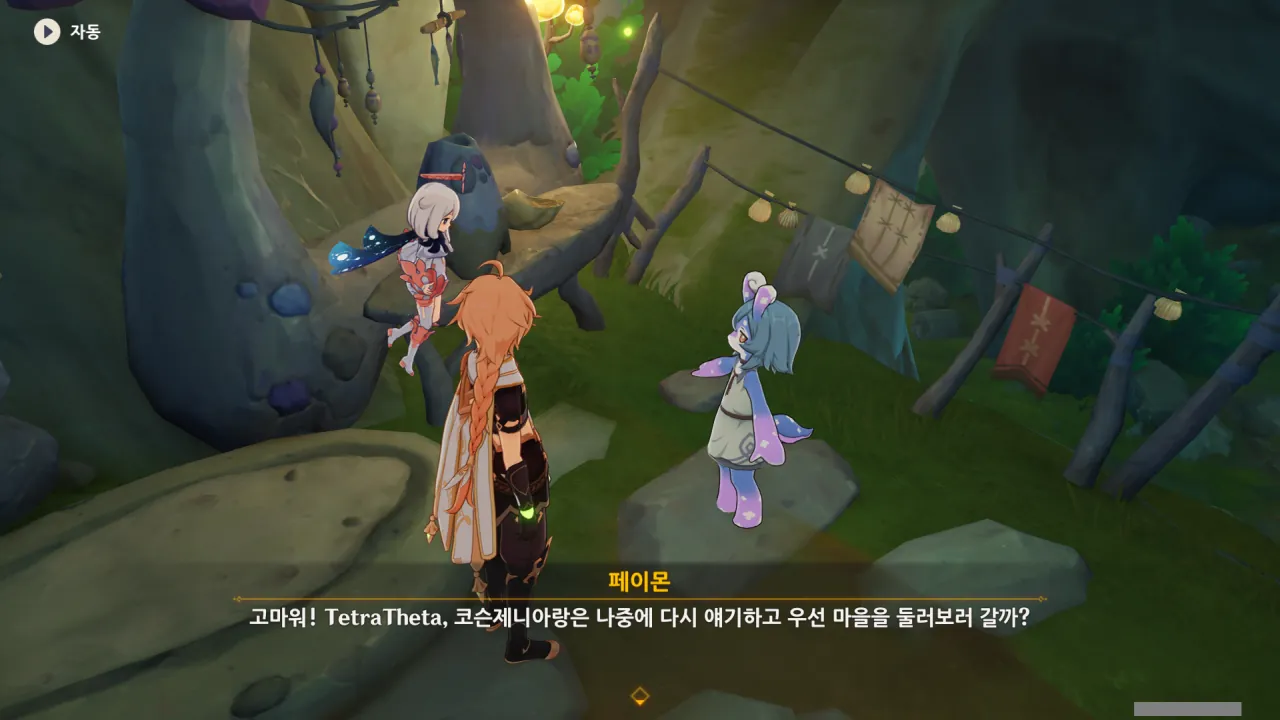 자동
페이몬
고마워! TetraTheta, 코슨제니아랑은 나중에 다시 얘기하고 우선 마을을 둘러보러 갈까?